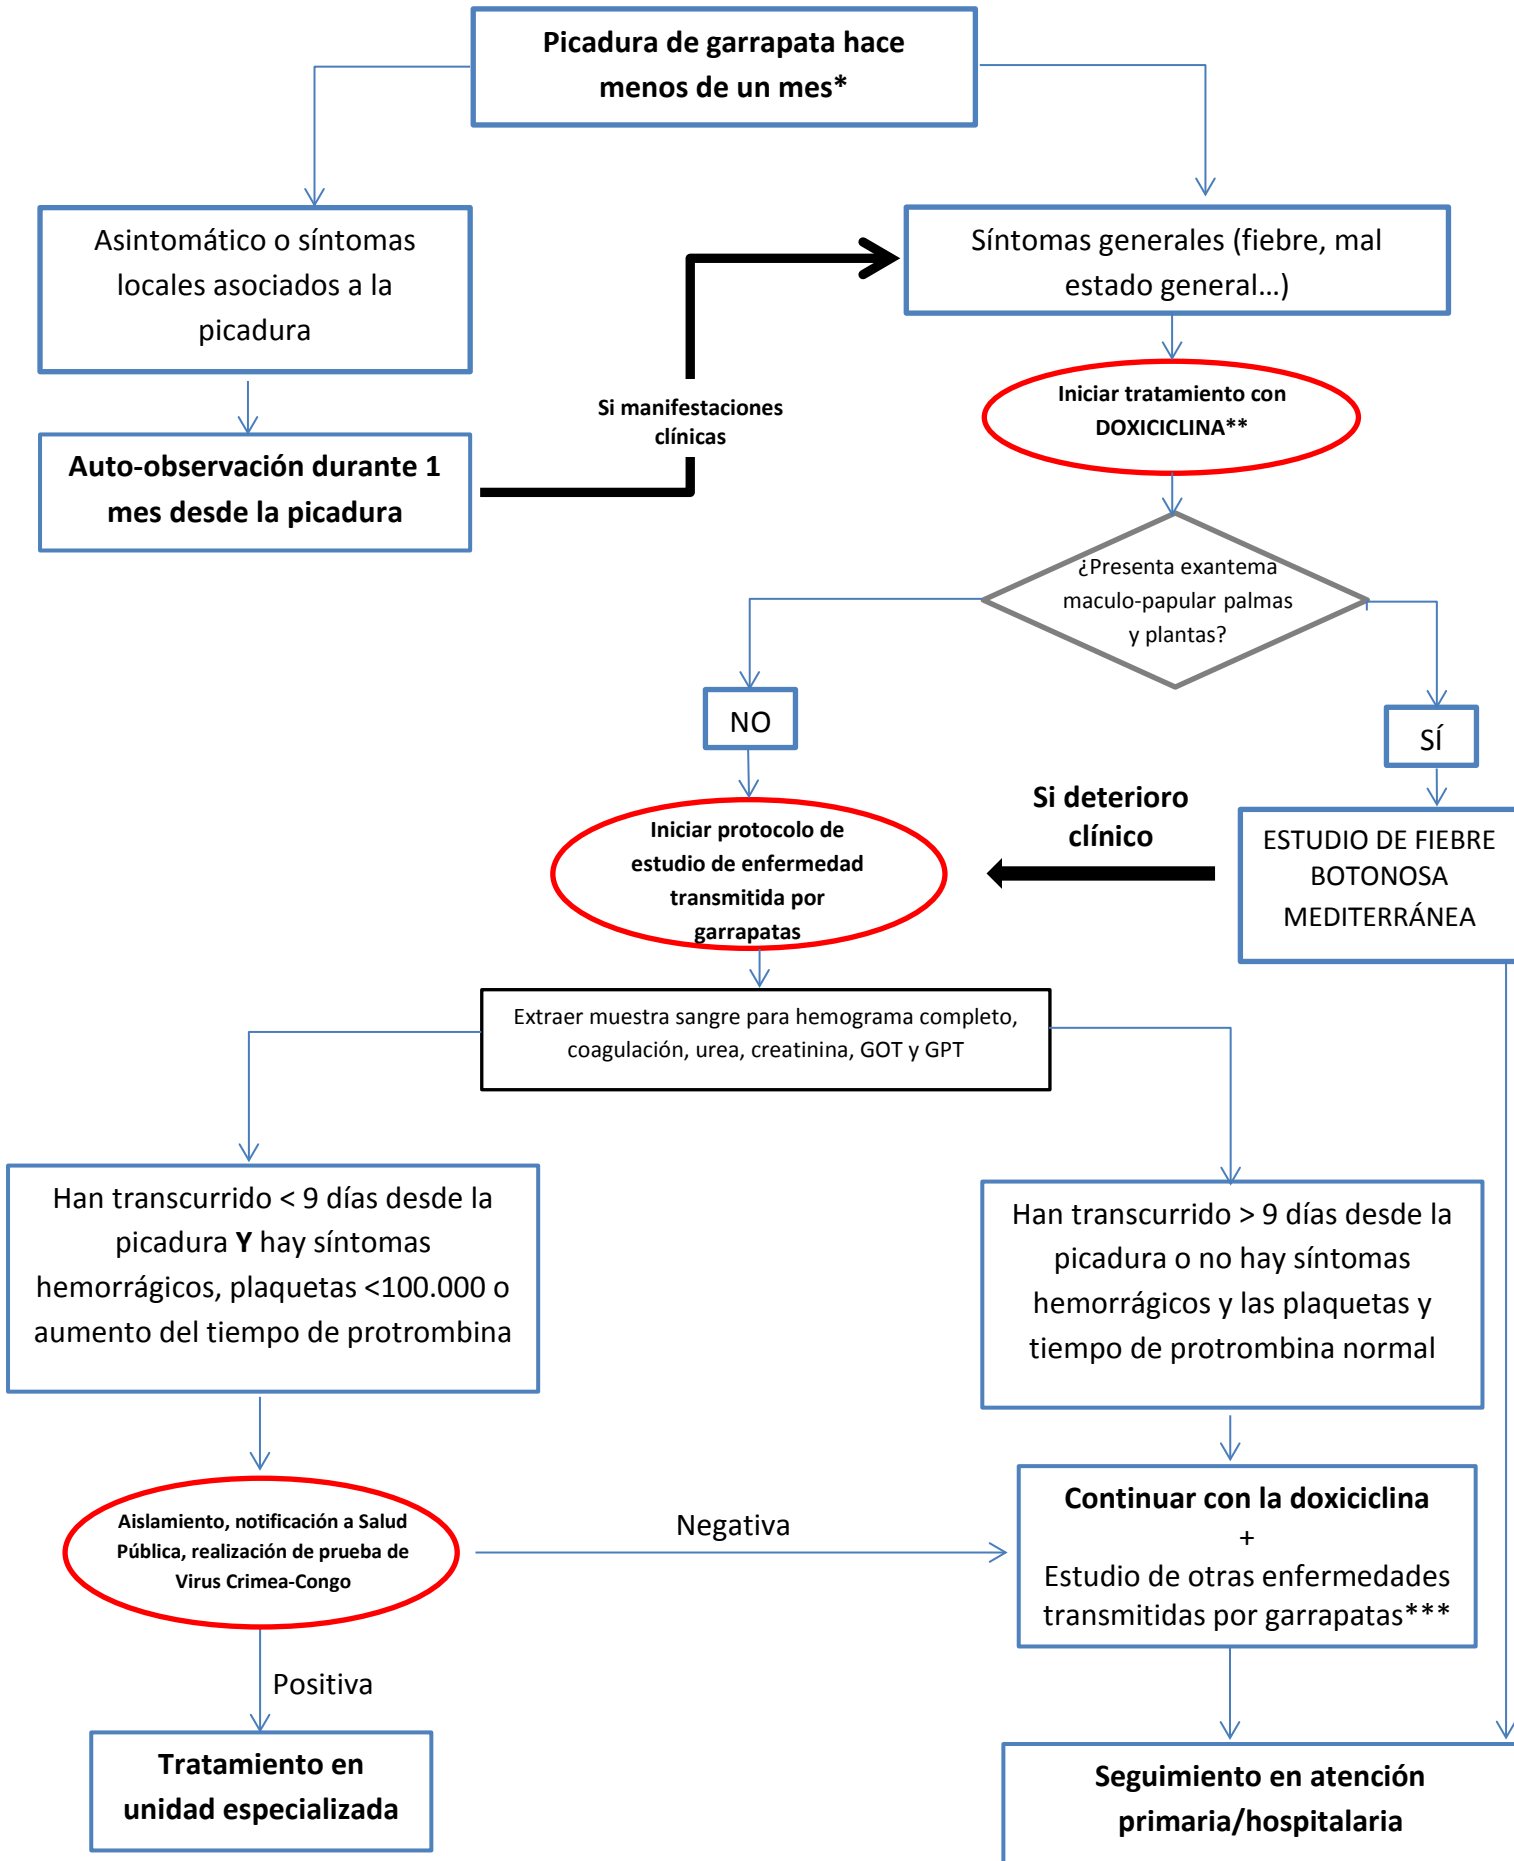 Picadura de garrapata hace
menos de un mes*
Asintomático o síntomas
locales asociados a la
picadura
Síntomas generales (fiebre, mal
estado general...)
Si manifestaciones
clínicas
Iniciar tratamiento con
DOXICICLINA**
Auto-observación durante 1
mes desde la picadura
¿Presenta exantema
maculo-papular palmas
y plantas?
NO
SÍ
Si deterioro
clínico
Iniciar protocolo de
estudio de enfermedad
transmitida por
garrapatas
ESTUDIO DE FIEBRE
BOTONOSA
MEDITERRÁNEA
Extraer muestra sangre para hemograma completo,
coagulación, urea, creatinina, GOT y GPT
Han transcurrido < 9 días desde la
picadura Y hay síntomas
hemorrágicos, plaquetas <100.000 o
aumento del tiempo de protrombina
Han transcurrido > 9 días desde la
picadura o no hay síntomas
hemorrágicos y las plaquetas y
tiempo de protrombina normal
Aislamiento, notificación a Salud
Pública, realización de prueba de
Virus Crimea-Congo
Negativa
Continuar con la doxiciclina
+
Estudio de otras enfermedades
transmitidas por garrapatas***
Positiva
Tratamiento en
unidad especializada
Seguimiento en atención
primaria/hospitalaria